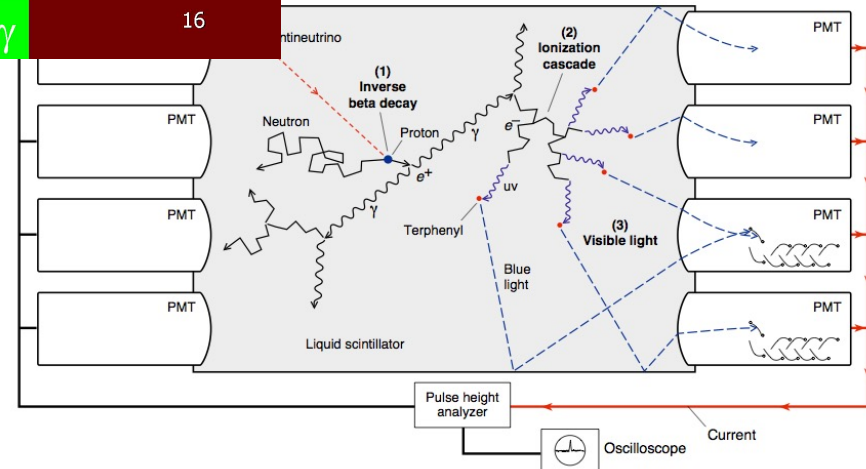 γ
16
ntineutrino
(1)
Inverse
beta decay
Neutron
Proton
γ
e+
γ
(2)
Ionization
cascade
e−
uv
Terphenyl
(3)
Visible light
Blue
light
Liquid scintillator
PMT
PMT
PMT
PMT
PMT
PMT
PMT
Pulse height
analyzer
Current
Oscilloscope